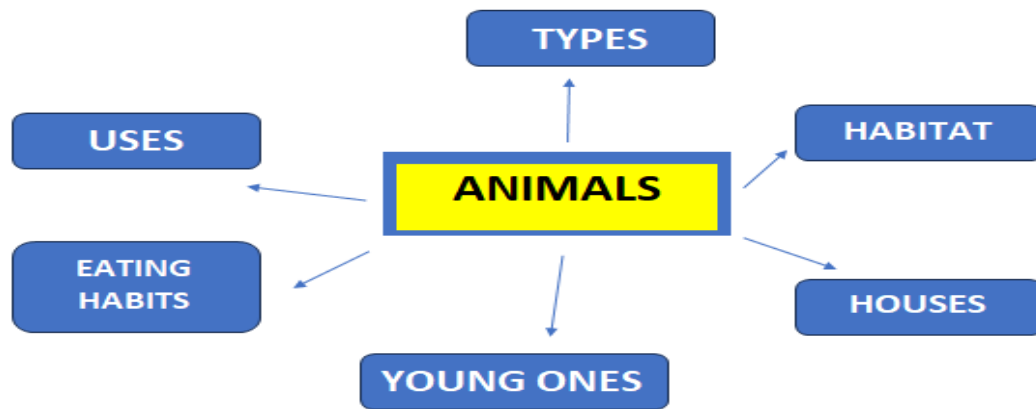 TYPES
HABITAT
USES
ANIMALS
EATING
HABITS
HOUSES
YOUNG ONES